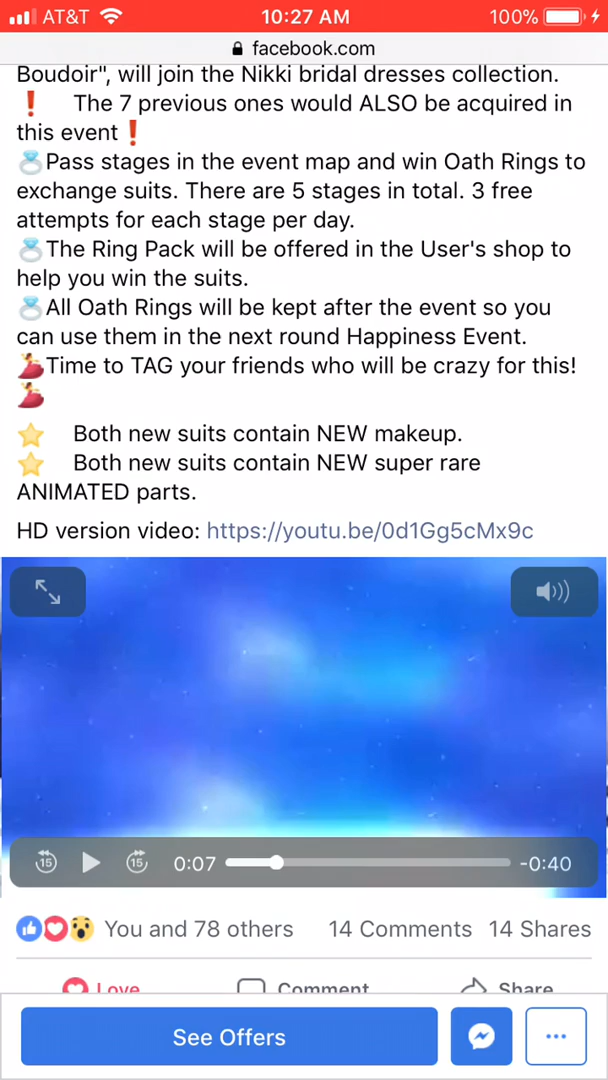 AT&T 10:27 AM 100%
facebook.com
Boudoir", will join the Nikki bridal dresses collection.
❗ The 7 previous ones would ALSO be acquired in
this event❗
💍Pass stages in the event map and win Oath Rings to
exchange suits. There are 5 stages in total. 3 free
attempts for each stage per day.
💍The Ring Pack will be offered in the User's shop to
help you win the suits.
💍All Oath Rings will be kept after the event so you
can use them in the next round Happiness Event.
💃Time to TAG your friends who will be crazy for this!
💃
⭐ Both new suits contain NEW makeup.
⭐ Both new suits contain NEW super rare
ANIMATED parts.
HD version video: https://youtu.be/0d1Gg5cMx9c
15 15 0:07 -0:40
You and 78 others 14 Comments 14 Shares
Love Comment Share
See Offers